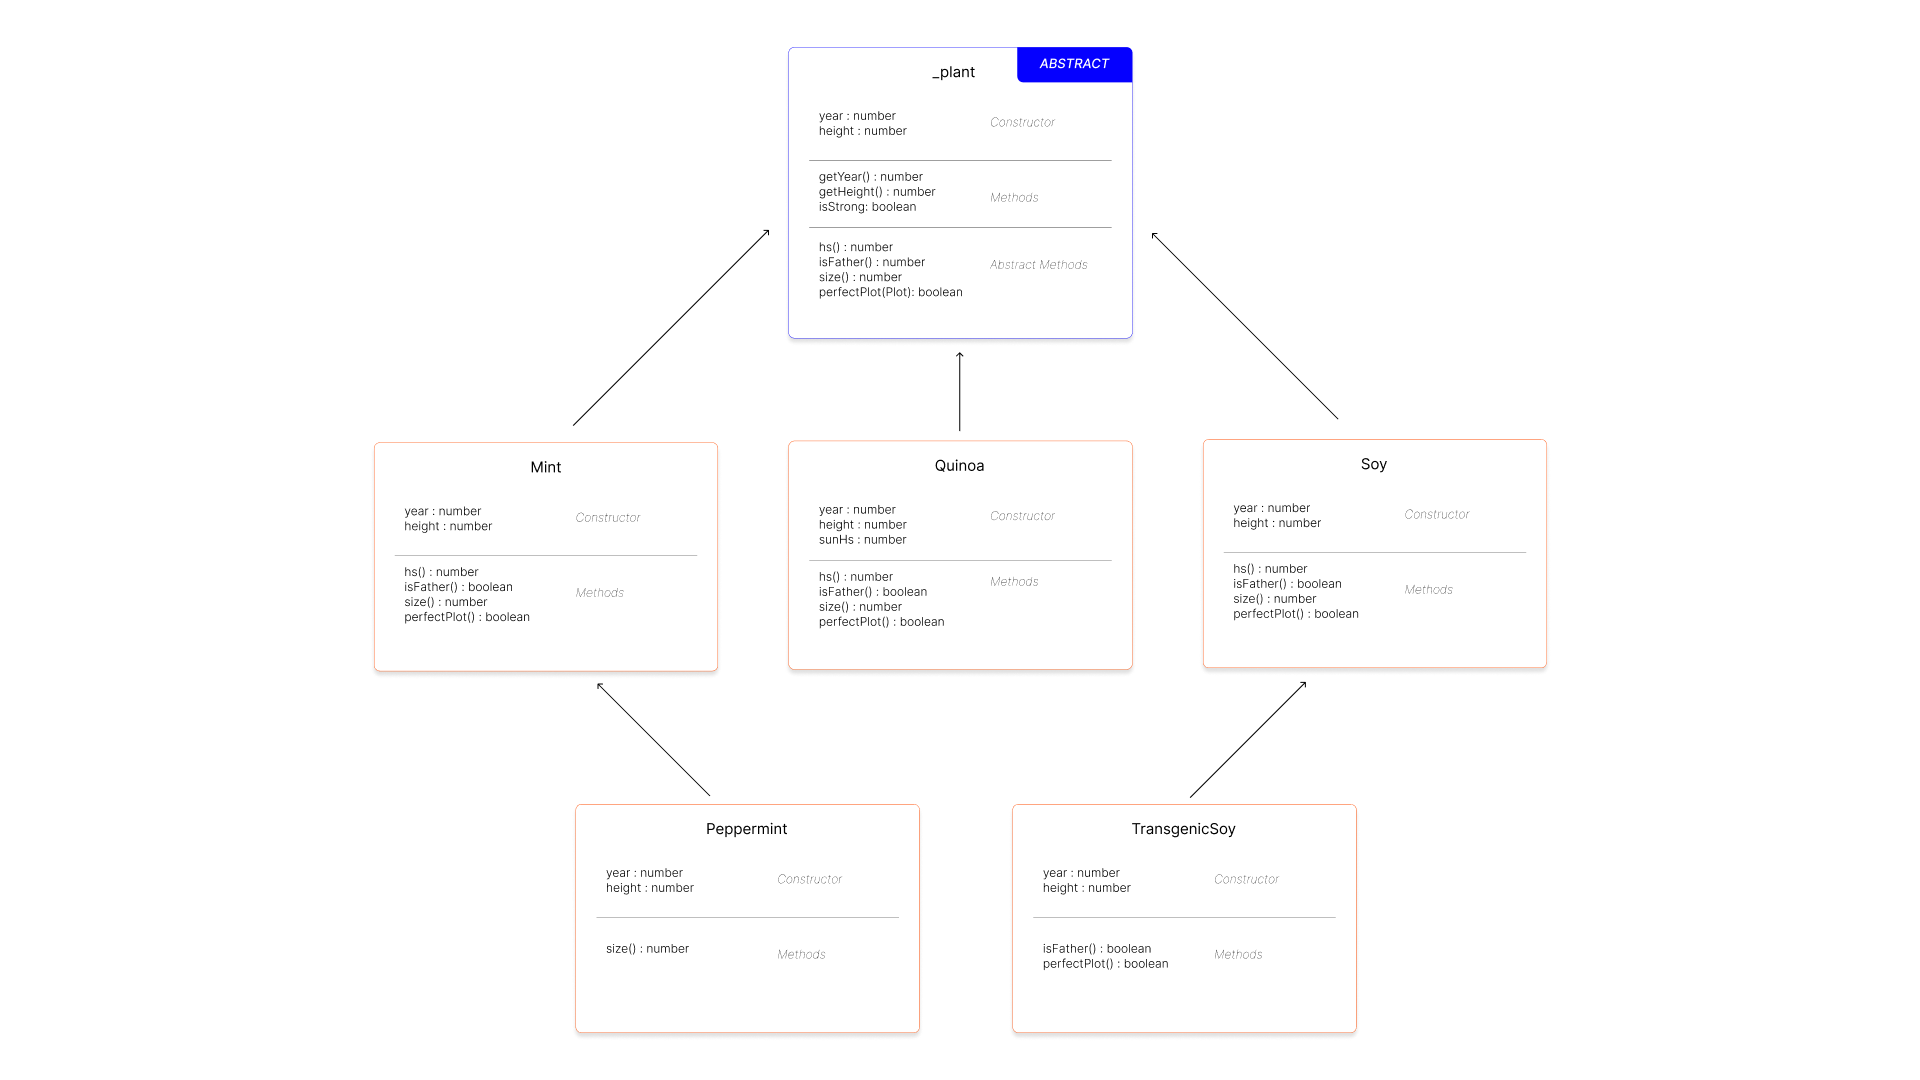 _plant
ABSTRACT
year : number
height : number
Constructor
getYear() : number
getHeight() : number
isStrong: boolean
Methods
hs() : number
isFather() : number
size() : number
perfectPlot(Plot): boolean
Abstract Methods
Mint
year : number
height : number
Constructor
hs() : number
isFather() : boolean
size() : number
perfectPlot() : boolean
Methods
Quinoa
year : number
height : number
sunHs : number
Constructor
hs() : number
isFather() : boolean
size() : number
perfectPlot() : boolean
Methods
Soy
year : number
height : number
Constructor
hs() : number
isFather() : boolean
size() : number
perfectPlot() : boolean
Methods
Peppermint
year : number
height : number
Constructor
size() : number
Methods
TransgenicSoy
year : number
height : number
Constructor
isFather() : boolean
perfectPlot() : boolean
Methods